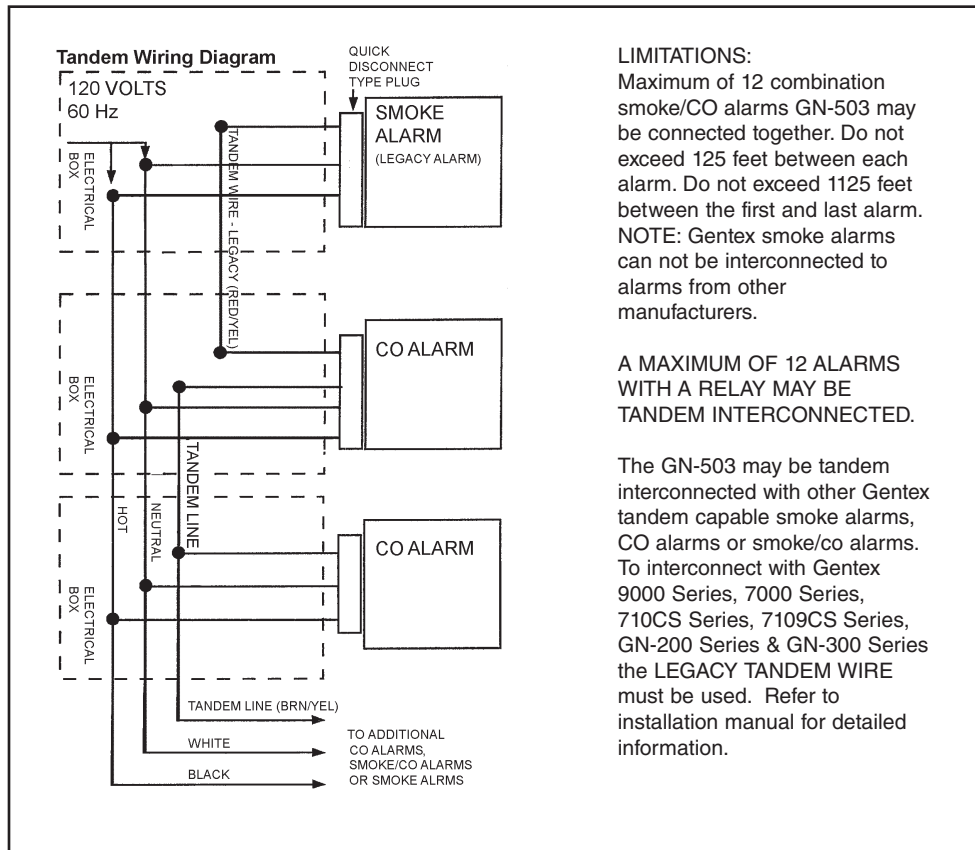 Tandem Wiring Diagram
120 VOLTS
60 Hz
QUICK
DISCONNECT
TYPE PLUG
SMOKE
ALARM
(LEGACY ALARM)
ELECTRICAL
BOX
TANDEM WIRE - LEGACY (RED/YEL)
CO ALARM
ELECTRICAL
BOX
TANDEM LINE
HOT
NEUTRAL
CO ALARM
ELECTRICAL
BOX
TANDEM LINE (BRN/YEL)
WHITE
BLACK
TO ADDITIONAL
CO ALARMS,
SMOKE/CO ALARMS
OR SMOKE ALRMS
LIMITATIONS:
Maximum of 12 combination
smoke/CO alarms GN-503 may
be connected together. Do not
exceed 125 feet between each
alarm. Do not exceed 1125 feet
between the first and last alarm.
NOTE: Gentex smoke alarms
can not be interconnected to
alarms from other
manufacturers.
A MAXIMUM OF 12 ALARMS
WITH A RELAY MAY BE
TANDEM INTERCONNECTED.
The GN-503 may be tandem
interconnected with other Gentex
tandem capable smoke alarms,
CO alarms or smoke/co alarms.
To interconnect with Gentex
9000 Series, 7000 Series,
710CS Series, 7109CS Series,
GN-200 Series & GN-300 Series
the LEGACY TANDEM WIRE
must be used.  Refer to
installation manual for detailed
information.